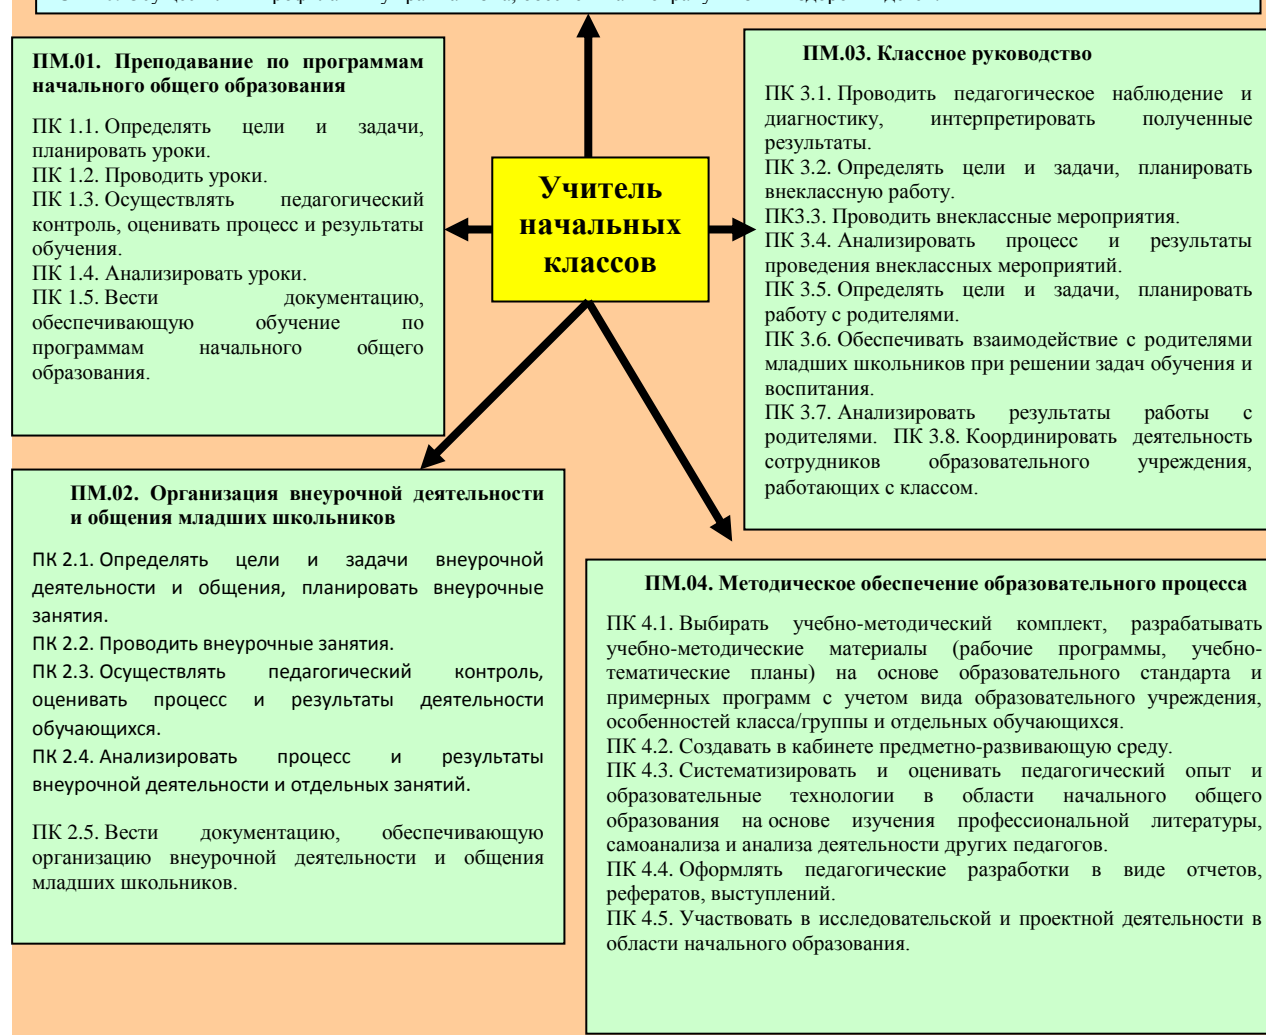 ПМ.01. Преподавание по программам
начального общего образования
ПК 1.1. Определять цели и задачи,
планировать уроки.
ПК 1.2. Проводить уроки.
ПК 1.3. Осуществлять педагогический
контроль, оценивать процесс и результаты
обучения.
ПК 1.4. Анализировать уроки.
ПК 1.5. Вести документацию,
обеспечивающую обучение по
программам начального общего
образования.
Учитель
начальных
классов
ПМ.03. Классное руководство
ПК 3.1. Проводить педагогическое наблюдение и
диагностику, интерпретировать полученные
результаты.
ПК 3.2. Определять цели и задачи, планировать
внеклассную работу.
ПК3.3. Проводить внеклассные мероприятия.
ПК 3.4. Анализировать процесс и результаты
проведения внеклассных мероприятий.
ПК 3.5. Определять цели и задачи, планировать
работу с родителями.
ПК 3.6. Обеспечивать взаимодействие с родителями
младших школьников при решении задач обучения и
воспитания.
ПК 3.7. Анализировать результаты работы с
родителями. ПК 3.8. Координировать деятельность
сотрудников образовательного учреждения,
работающих с классом.
ПМ.02. Организация внеурочной деятельности
и общения младших школьников
ПК 2.1. Определять цели и задачи внеурочной
деятельности и общения, планировать внеурочные
занятия.
ПК 2.2. Проводить внеурочные занятия.
ПК 2.3. Осуществлять педагогический контроль,
оценивать процесс и результаты деятельности
обучающихся.
ПК 2.4. Анализировать процесс и результаты
внеурочной деятельности и отдельных занятий.
ПК 2.5. Вести документацию, обеспечивающую
организацию внеурочной деятельности и общения
младших школьников.
ПМ.04. Методическое обеспечение образовательного процесса
ПК 4.1. Выбирать учебно-методический комплект, разрабатывать
учебно-методические материалы (рабочие программы, учебно-
тематические планы) на основе образовательного стандарта и
примерных программ с учетом вида образовательного учреждения,
особенностей класса/группы и отдельных обучающихся.
ПК 4.2. Создавать в кабинете предметно-развивающую среду.
ПК 4.3. Систематизировать и оценивать педагогический опыт и
образовательные технологии в области начального общего
образования на основе изучения профессиональной литературы,
самоанализа и анализа деятельности других педагогов.
ПК 4.4. Оформлять педагогические разработки в виде отчетов,
рефератов, выступлений.
ПК 4.5. Участвовать в исследовательской и проектной деятельности в
области начального образования.